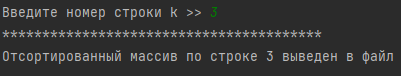 Введите номер строки k >> 3
****************************************
Отсортированный массив по строке 3 выведен в файл